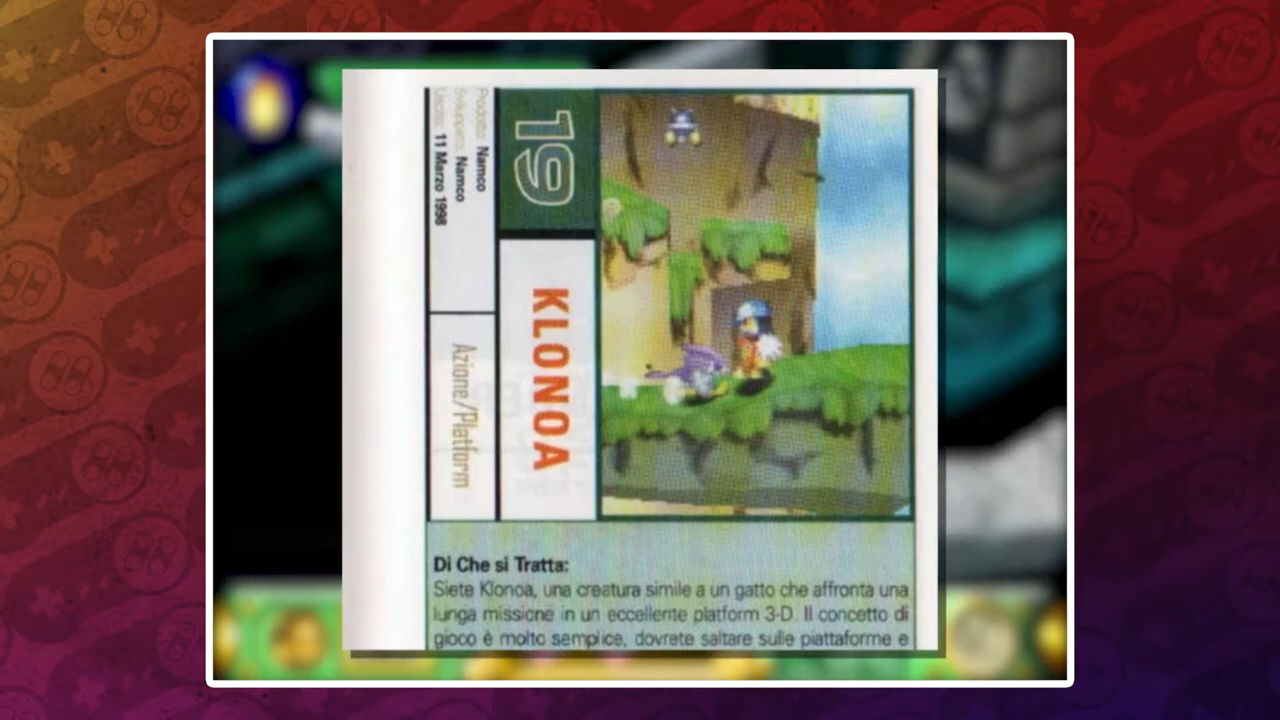 19
KLONOA
Prodotto: Namco
Sviluppato: Namco
Uscita: 11 Marzo 1998
Azione/Platform
Di Che si Tratta:
Siete Klonoa, una creatura simile a un gatto che affronta una
lunga missione in un eccellente platform 3-D. Il concetto di
gioco è molto semplice, dovrete saltare sulle piattaforme e